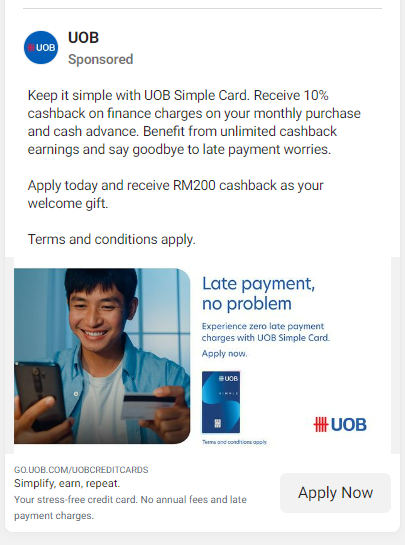 UOB
UOB
Sponsored
Keep it simple with UOB Simple Card. Receive 10%
cashback on finance charges on your monthly purchase
and cash advance. Benefit from unlimited cashback
earnings and say goodbye to late payment worries.
Apply today and receive RM200 cashback as your
welcome gift.
Terms and conditions apply.
Late payment,
no problem
Experience zero late payment
charges with UOB Simple Card.
Apply now.
UOB
SIMPLE
UOB
Terms and conditions apply.
GO.UOB.COM/UOBCREDITCARDS
Simplify, earn, repeat.
Your stress-free credit card. No annual fees and late
payment charges.
Apply Now